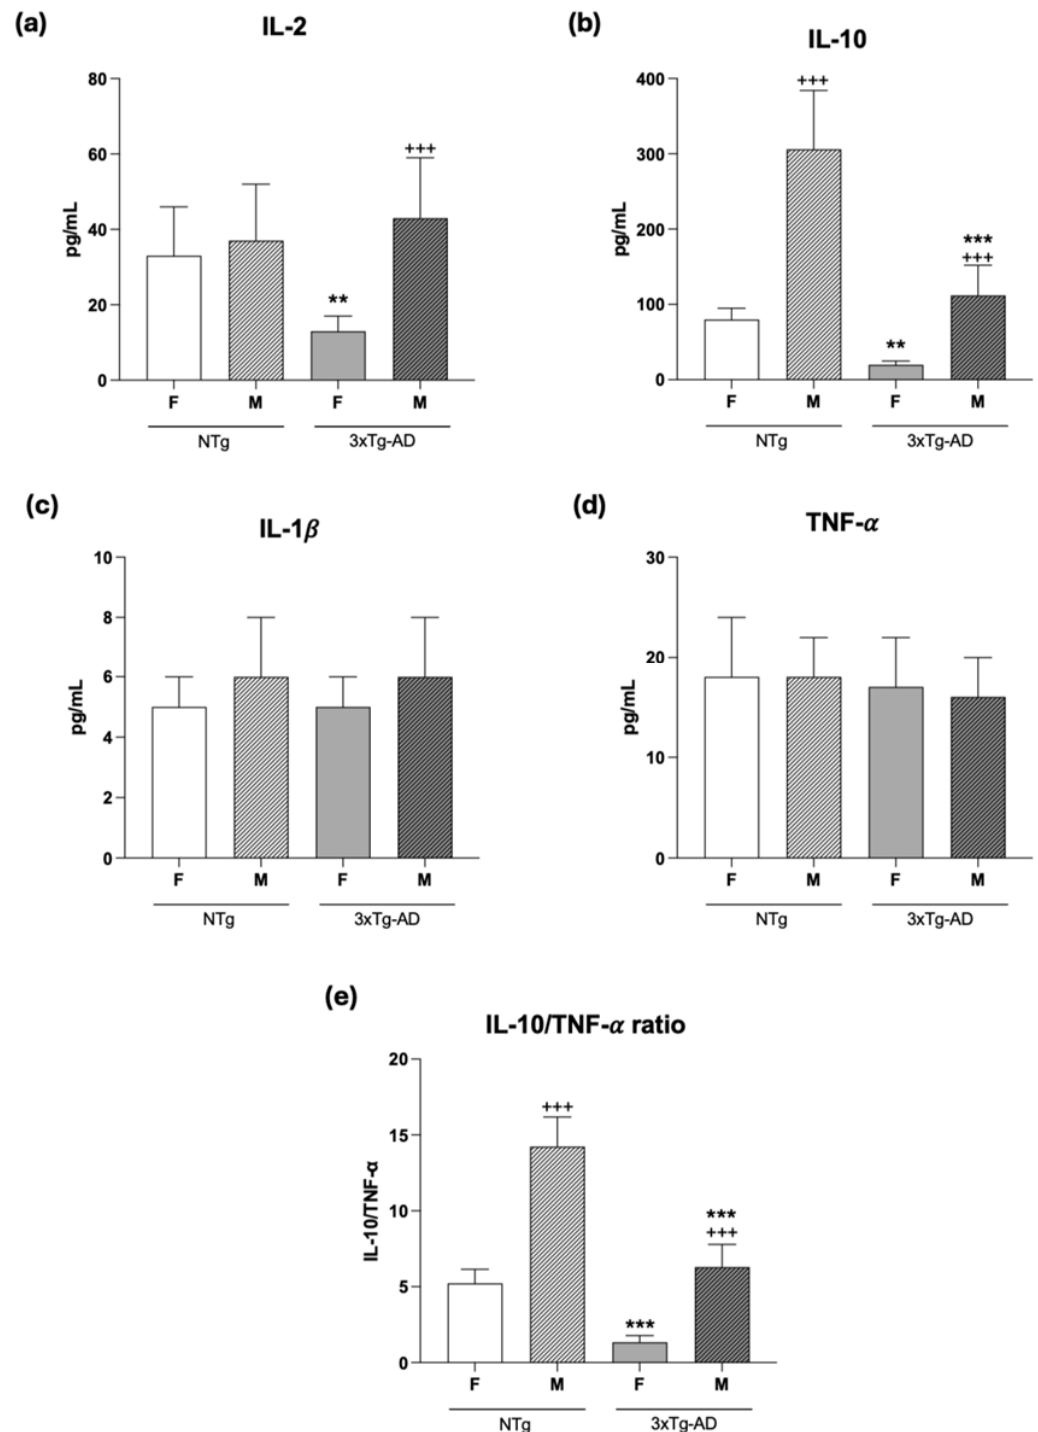 (a)
IL-2
+++
**
80
60
40
20
0
pg/mL
F M F M
NTg 3xTg-AD
(b)
IL-10
+++
***
+++
**
400
300
200
100
0
pg/mL
F M F M
NTg 3xTg-AD
(c)
IL-1β
10
8
6
4
2
0
pg/mL
F M F M
NTg 3xTg-AD
(d)
TNF-α
30
20
10
0
pg/mL
F M F M
NTg 3xTg-AD
(e)
IL-10/TNF-α ratio
+++
***
+++
***
20
15
10
5
0
IL-10/TNF-α
F M F M
NTg 3xTg-AD